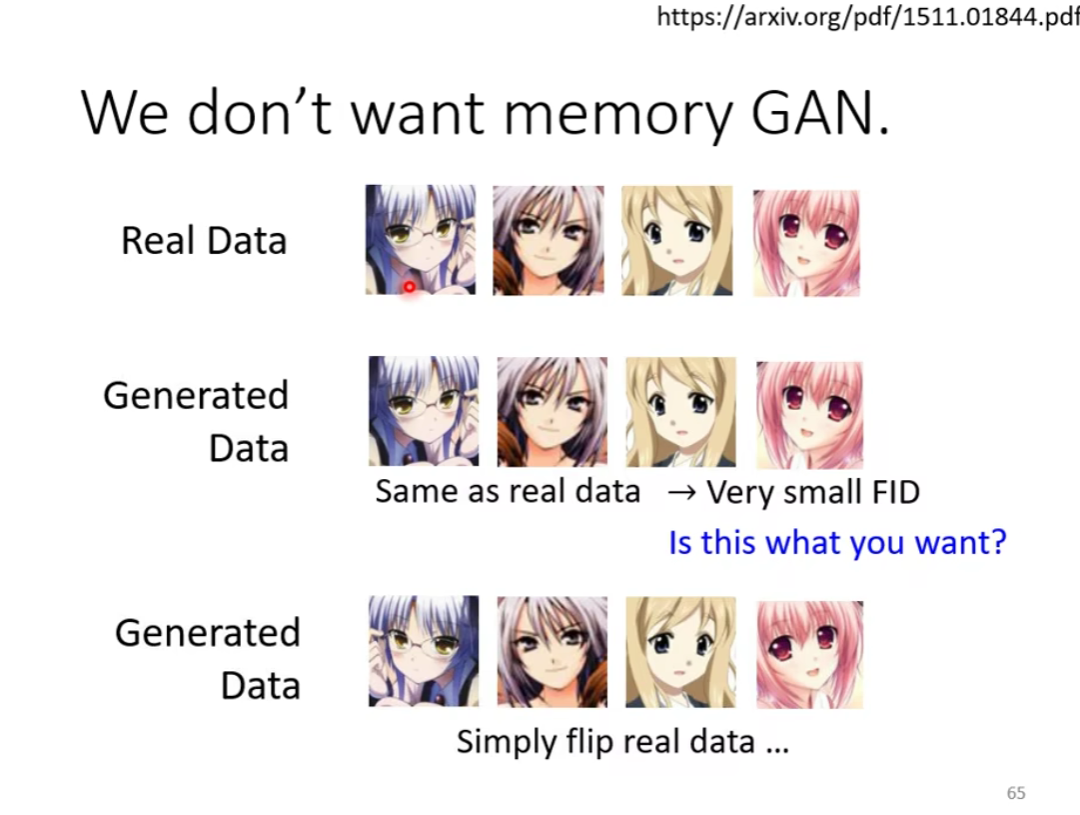 https://arxiv.org/pdf/1511.01844.pdf
We don’t want memory GAN.
Real Data
Generated
Data
Same as real data → Very small FID
Is this what you want?
Generated
Data
Simply flip real data …
65